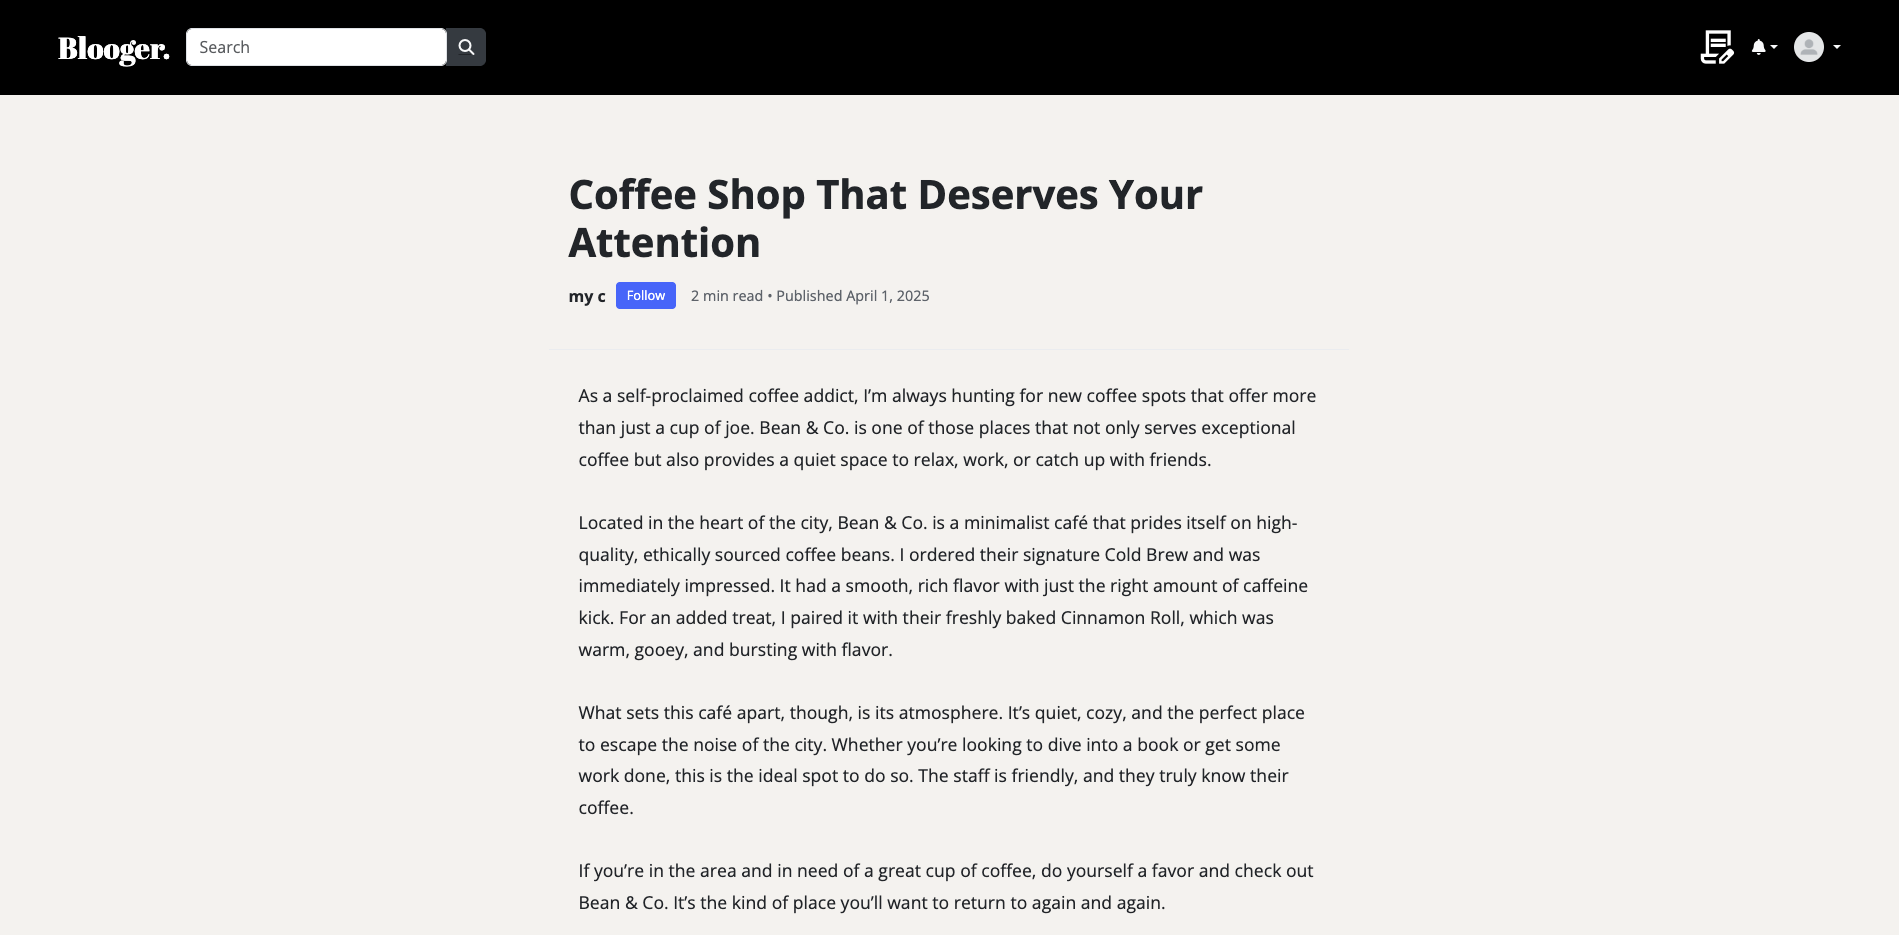 Blooger.
Search
Coffee Shop That Deserves Your
Attention
my c Follow 2 min read • Published April 1, 2025
As a self-proclaimed coffee addict, I’m always hunting for new coffee spots that offer more
than just a cup of joe. Bean & Co. is one of those places that not only serves exceptional
coffee but also provides a quiet space to relax, work, or catch up with friends.
Located in the heart of the city, Bean & Co. is a minimalist café that prides itself on high-
quality, ethically sourced coffee beans. I ordered their signature Cold Brew and was
immediately impressed. It had a smooth, rich flavor with just the right amount of caffeine
kick. For an added treat, I paired it with their freshly baked Cinnamon Roll, which was
warm, gooey, and bursting with flavor.
What sets this café apart, though, is its atmosphere. It’s quiet, cozy, and the perfect place
to escape the noise of the city. Whether you’re looking to dive into a book or get some
work done, this is the ideal spot to do so. The staff is friendly, and they truly know their
coffee.
If you’re in the area and in need of a great cup of coffee, do yourself a favor and check out
Bean & Co. It’s the kind of place you’ll want to return to again and again.